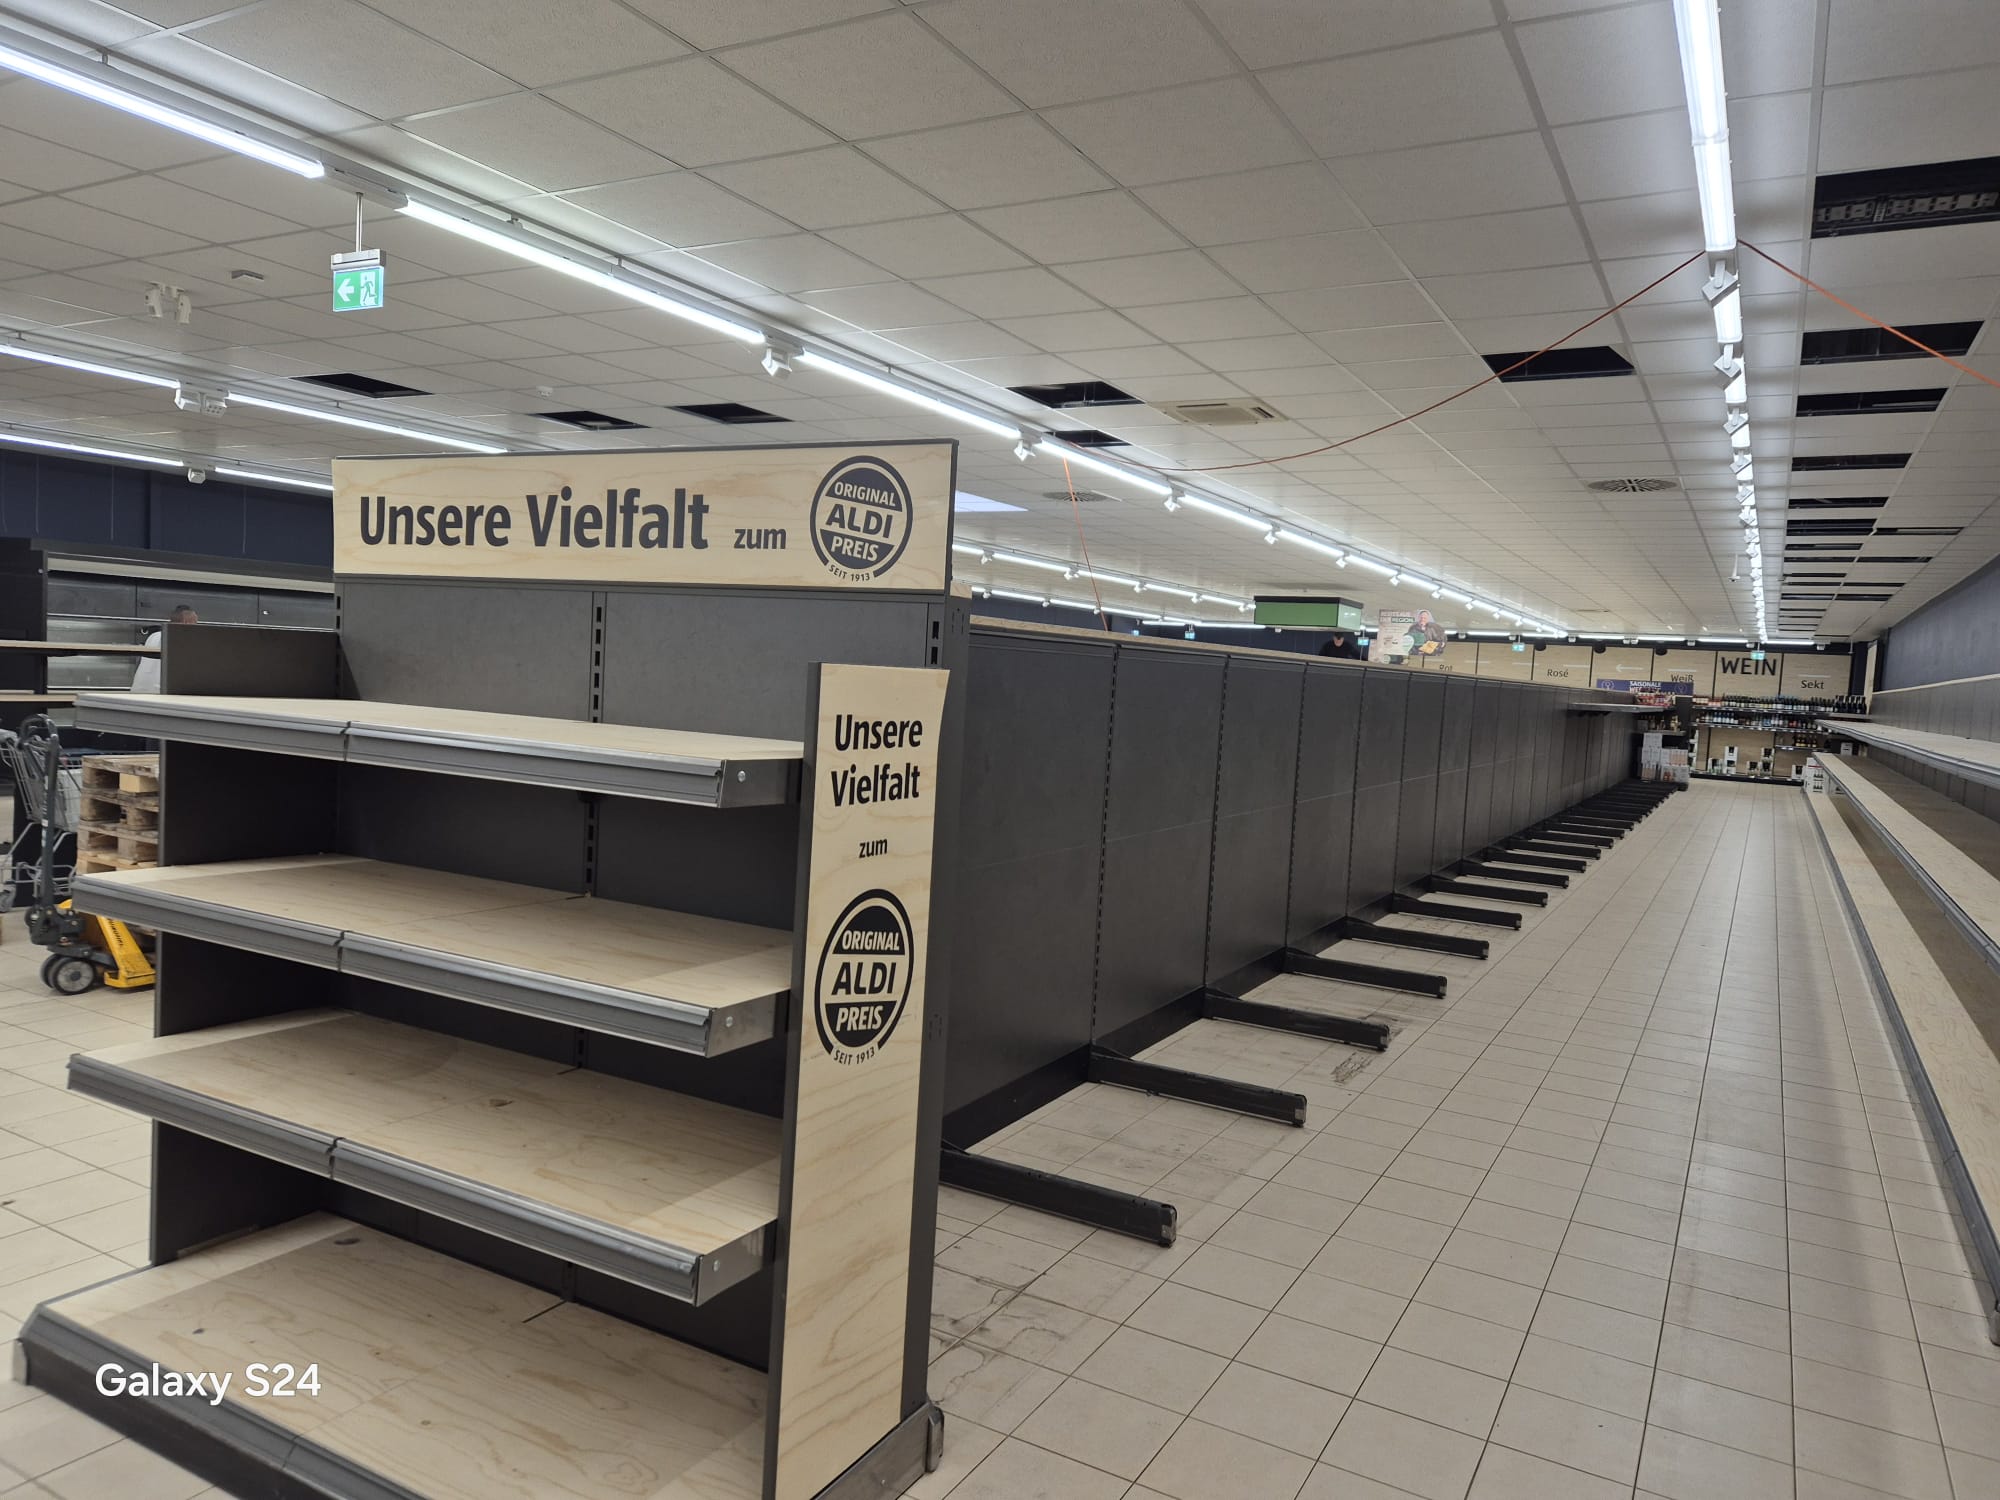 Unsere Vielfalt zum
ORIGINAL
ALDI
PREIS
SEIT 1913
Unsere
Vielfalt
zum
ORIGINAL
ALDI
PREIS
SEIT 1913
Rot
Rosé
Weiß
WEIN
Sekt
SAISONALE
Galaxy S24